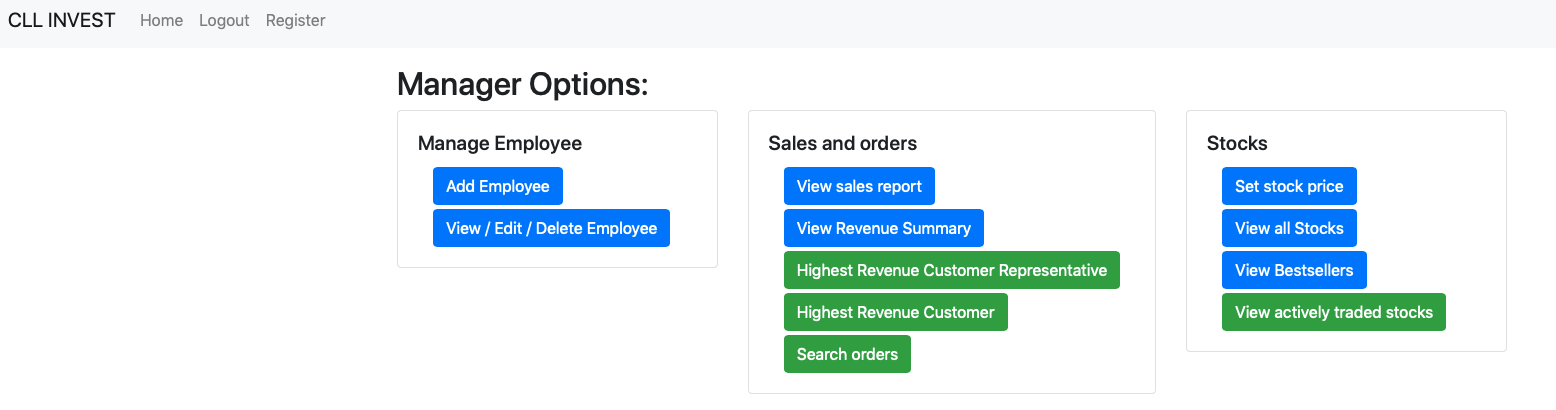 CLL INVEST Home Logout Register
Manager Options:
Manage Employee
Add Employee
View / Edit / Delete Employee
Sales and orders
View sales report
View Revenue Summary
Highest Revenue Customer Representative
Highest Revenue Customer
Search orders
Stocks
Set stock price
View all Stocks
View Bestsellers
View actively traded stocks